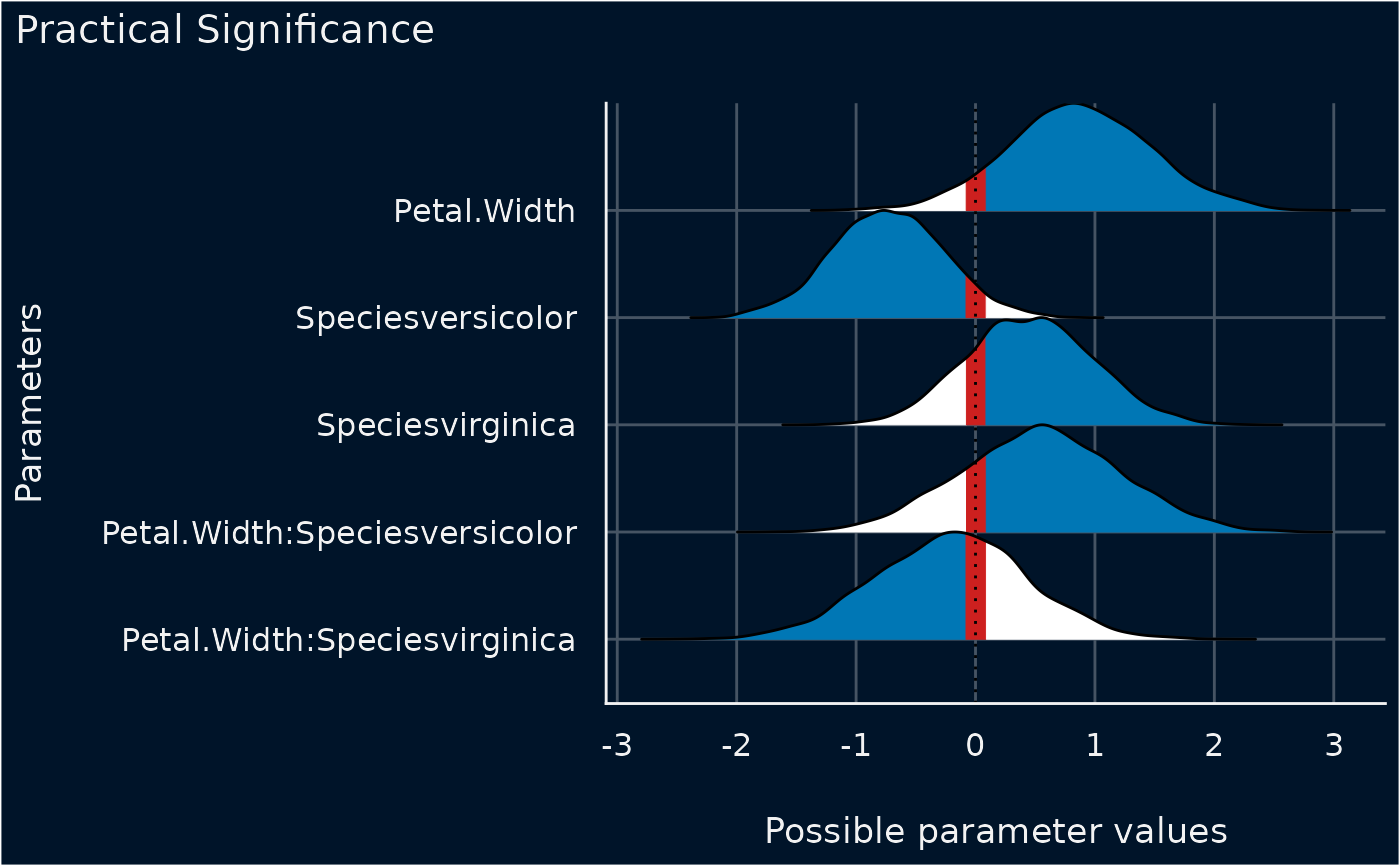 Practical Significance
Parameters
Petal.Width
Speciesversicolor
Speciesvirginica
Petal.Width:Speciesversicolor
Petal.Width:Speciesvirginica
-3 -2 -1 0 1 2 3
Possible parameter values